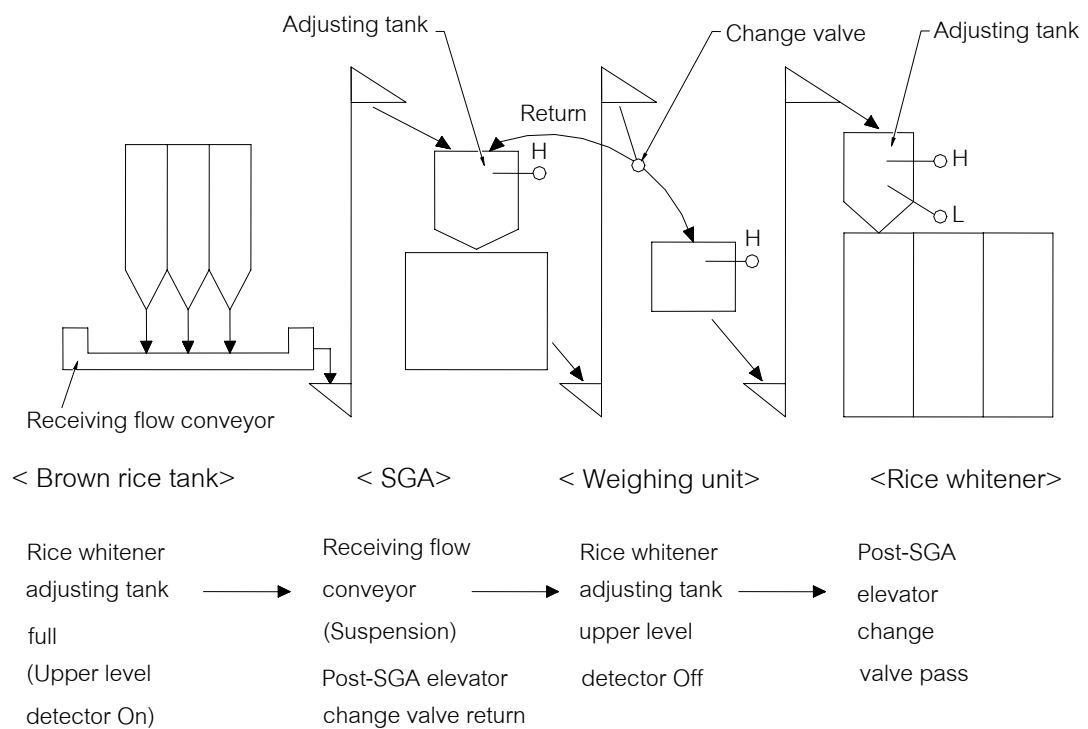 Adjusting tank
Change valve
Adjusting tank
Return
H
H
H
L
Receiving flow conveyor
< Brown rice tank>
< SGA>
< Weighing unit>
<Rice whitener>
Rice whitener
adjusting tank
full
(Upper level
detector On)
Receiving flow
conveyor
(Suspension)
Post-SGA elevator
change valve return
Rice whitener
adjusting tank
upper level
detector Off
Post-SGA
elevator
change
valve pass